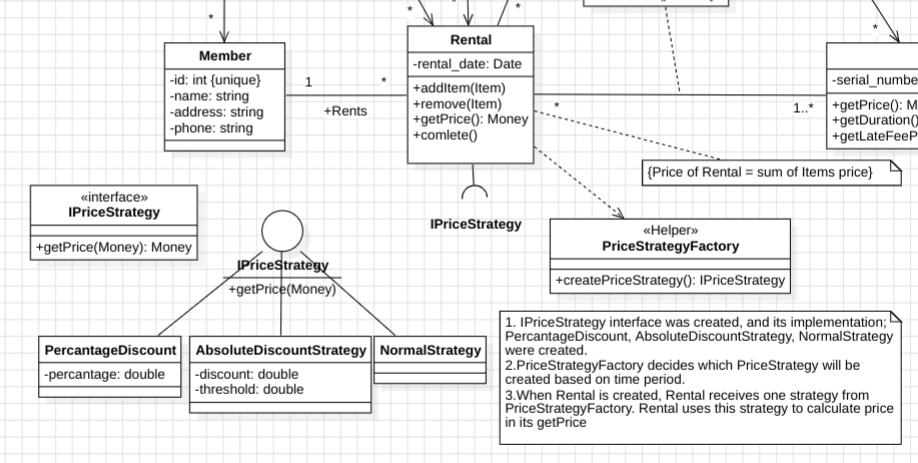 *
*
*
*
Member
-id: int {unique}
-name: string
-address: string
-phone: string
1
*
+Rents
Rental
-rental_date: Date
+addItem(Item)
+remove(Item)
+getPrice(): Money
+comlete()
*
1..*
-serial_numbe
+getPrice(): M
+getDuration()
+getLateFeeP
{Price of Rental = sum of Items price}
«interface»
IPriceStrategy
+getPrice(Money): Money
IPriceStrategy
IPriceStrategy
+getPrice(Money)
«Helper»
PriceStrategyFactory
+createPriceStrategy(): IPriceStrategy
PercantageDiscount
-percantage: double
AbsoluteDiscountStrategy
-discount: double
-threshold: double
NormalStrategy
1. IPriceStrategy interface was created, and its implementation;
PercantageDiscount, AbsoluteDiscountStrategy, NormalStrategy
were created.
2.PriceStrategyFactory decides which PriceStrategy will be
created based on time period.
3.When Rental is created, Rental receives one strategy from
PriceStrategyFactory. Rental uses this strategy to calculate price
in its getPrice